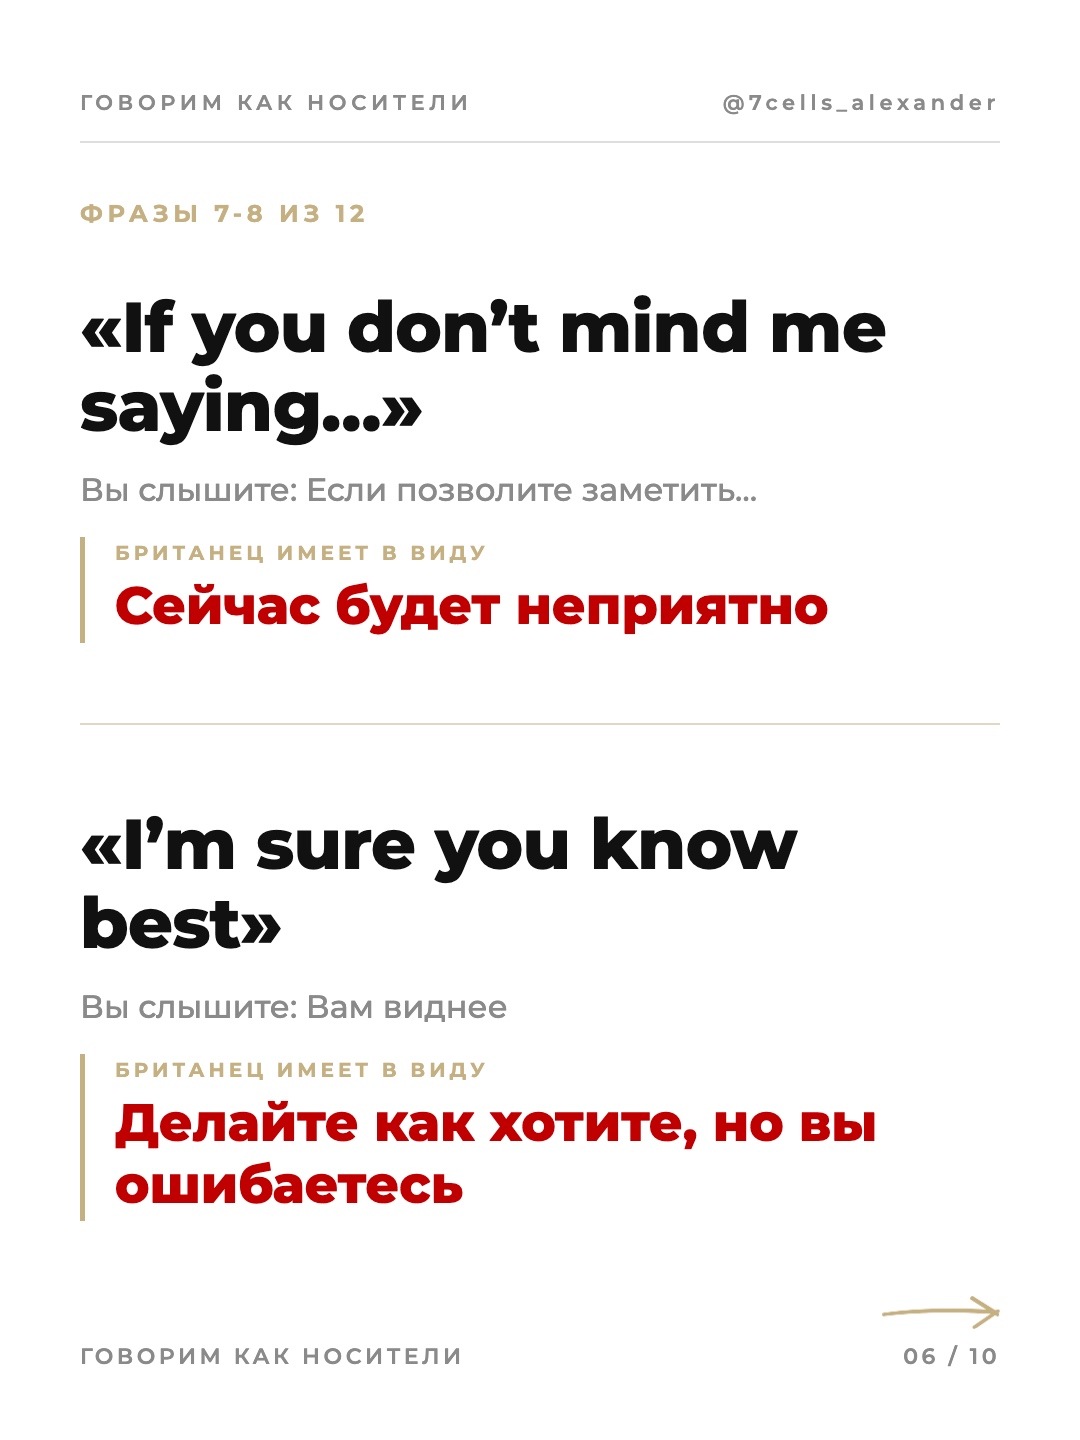 ГОВОРИМ КАК НОСИТЕЛИ
@7cells_alexander
ФРАЗЫ 7-8 ИЗ 12
«If you don’t mind me
saying...»
Вы слышите: Если позволите заметить...
БРИТАНЕЦ ИМЕЕТ В ВИДУ
Сейчас будет неприятно
«I’m sure you know
best»
Вы слышите: Вам виднее
БРИТАНЕЦ ИМЕЕТ В ВИДУ
Делайте как хотите, но вы
ошибаетесь
ГОВОРИМ КАК НОСИТЕЛИ
06 / 10